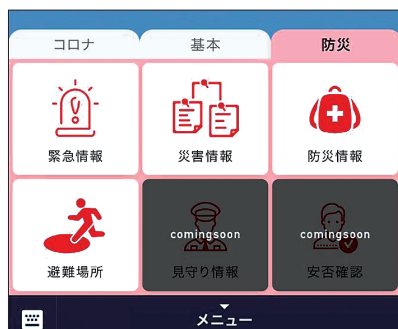 コロナ
基本
防災
緊急情報
災害情報
防災情報
避難場所
comingsoon
見守り情報
comingsoon
安否確認
メニュー